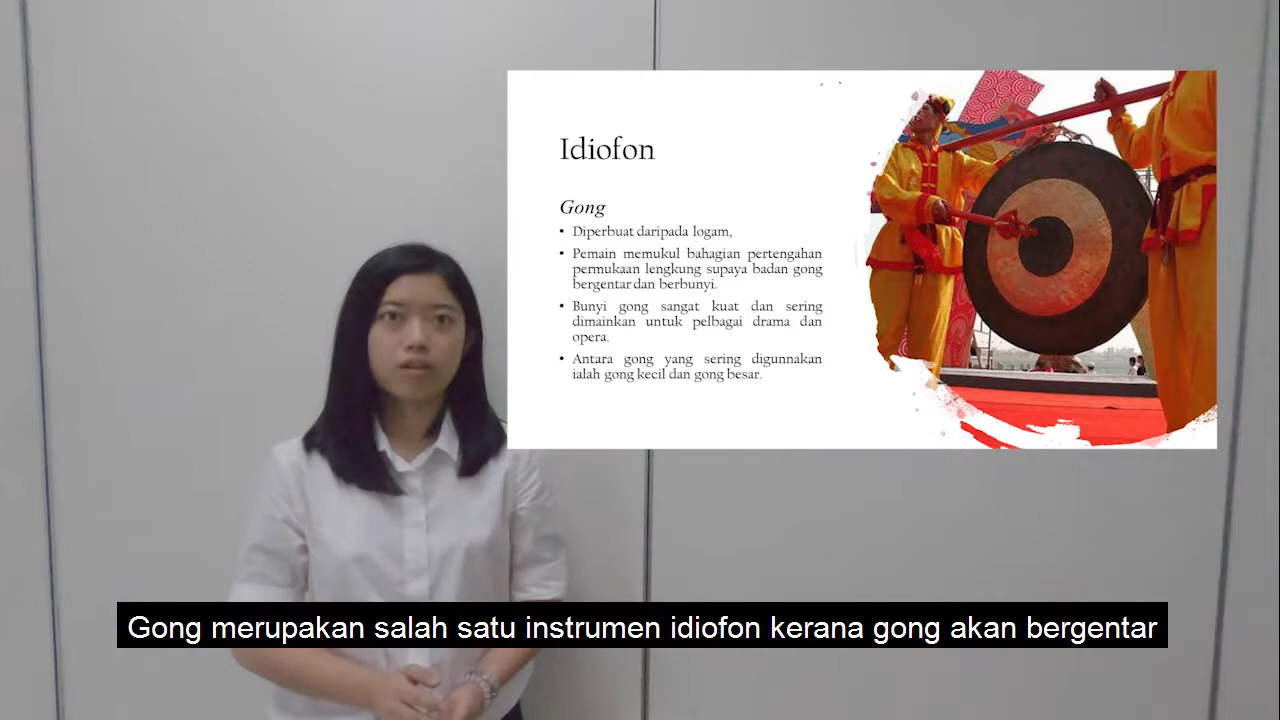 Idiofon
Gong
• Diperbuat daripada logam,
• Pemain memukul bahagian pertengahan
permukaan lengkung supaya badan gong
bergentar dan berbunyi.
• Bunyi gong sangat kuat dan sering
dimainkan untuk pelbagai drama dan
opera.
• Antara gong yang sering digunnakan
ialah gong kecil dan gong besar.
Gong merupakan salah satu instrumen idiofon kerana gong akan bergentar